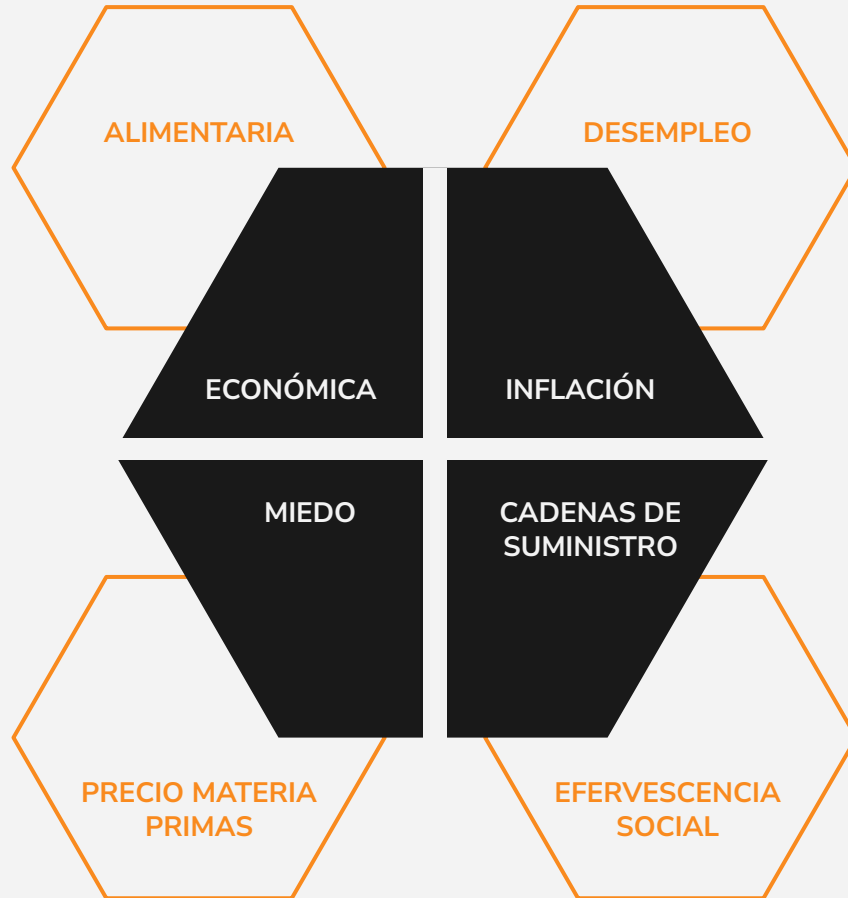 ALIMENTARIA
DESEMPLEO
ECONÓMICA
INFLACIÓN
MIEDO
CADENAS DE
SUMINISTRO
PRECIO MATERIA
PRIMAS
EFERVESCENCIA
SOCIAL